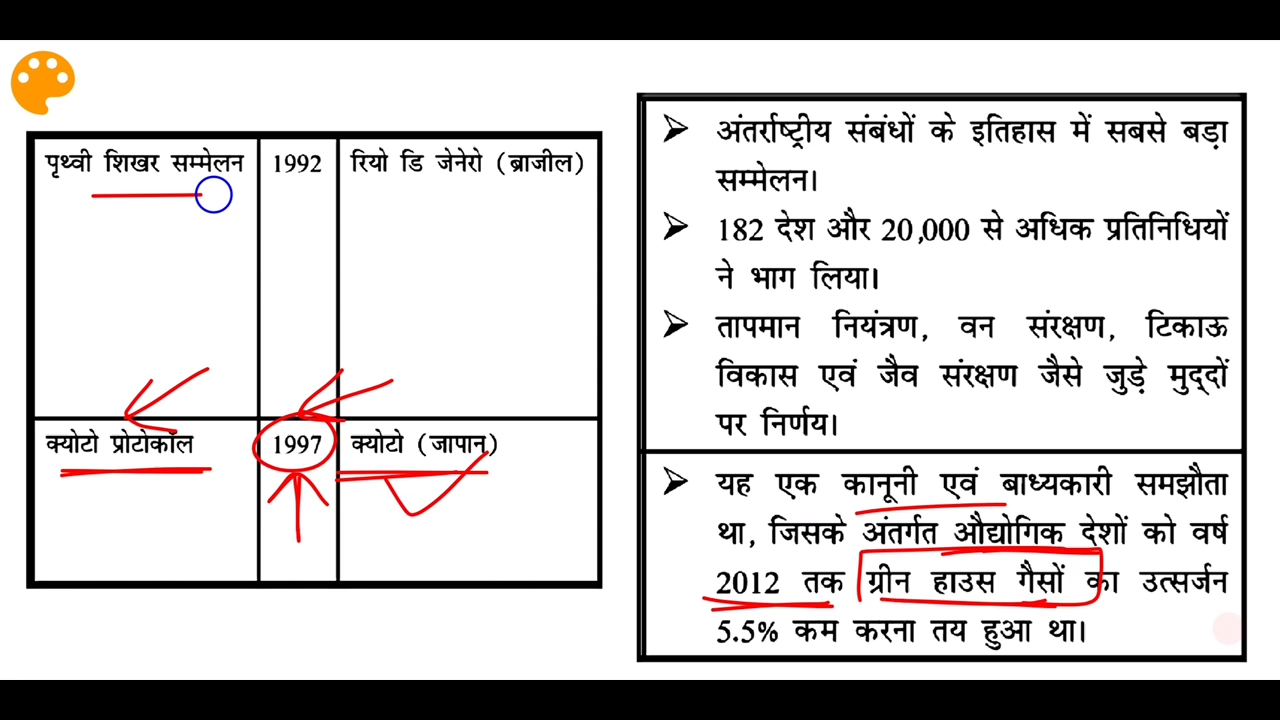 पृथ्वी शिखर सम्मेलन 1992 रियो डि जेनेरो (ब्राजील)
क्योटो प्रोटोकॉल 1997 क्योटो (जापान)
अंतर्राष्ट्रीय संबंधों के इतिहास में सबसे बड़ा
सम्मेलन।
182 देश और 20,000 से अधिक प्रतिनिधियों
ने भाग लिया।
तापमान नियंत्रण, वन संरक्षण, टिकाऊ
विकास एवं जैव संरक्षण जैसे जुड़े मुद्दों
पर निर्णय।
यह एक कानूनी एवं बाध्यकारी समझौता
था, जिसके अंतर्गत औद्योगिक देशों को वर्ष
2012 तक ग्रीन हाउस गैसों का उत्सर्जन
5.5% कम करना तय हुआ था।